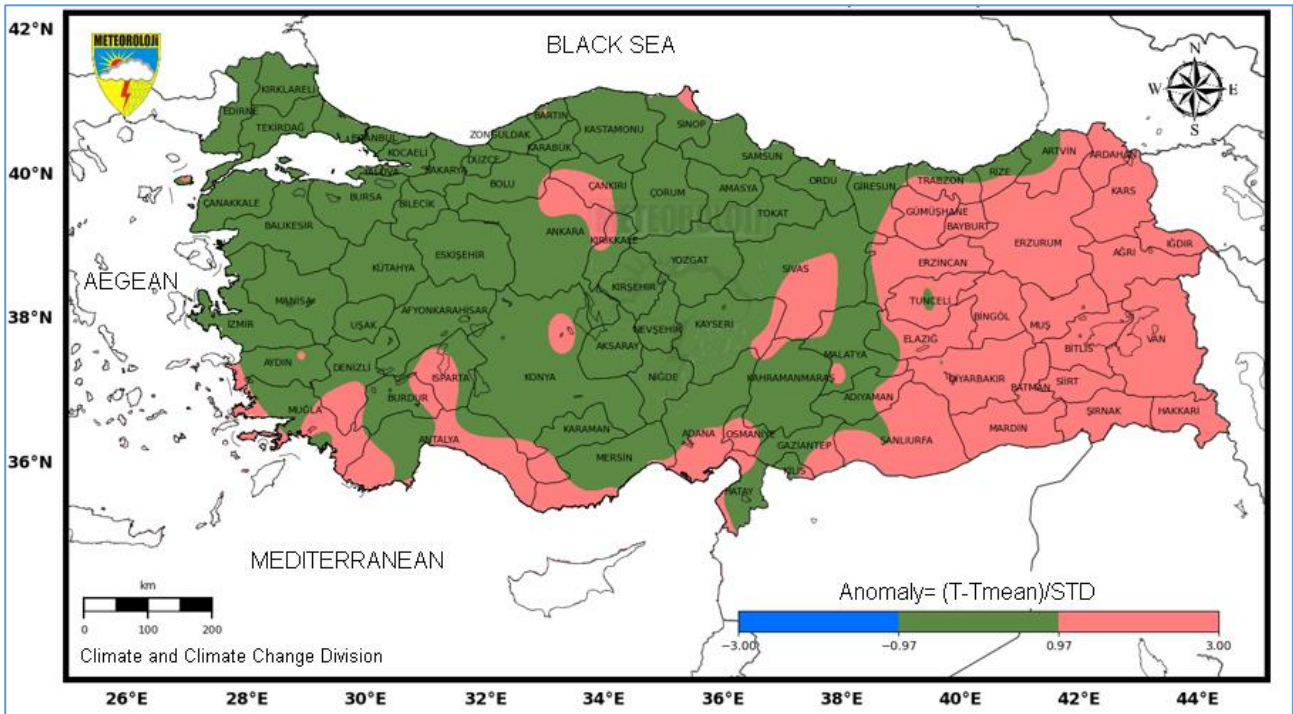 42°N
METEOROLOJİ
BLACK SEA
N
W E
S
KIRKLARELİ
EDİRNE
TEKİRDAĞ
İSTANBUL
KOCAELİ
YALOVA
SAKARYA
DÜZCE
ZONGULDAK
BARTIN
KARABÜK
KASTAMONU
SİNOP
SAMSUN
BOLU
ÇANKIRI
ÇORUM
AMASYA
ORDU
GİRESUN
TRABZON
RİZE
ARTVİN
ARDAHAN
40°N
ÇANAKKALE
BURSA
BİLECİK
BALIKESİR
ESKİŞEHİR
ANKARA
KIRIKKALE
METEOROLOJİ
TOKAT
GÜMÜŞHANE
BAYBURT
KARS
ERZURUM
AĞRI
IĞDIR
ERZİNCAN
KÜTAHYA
YOZGAT
SİVAS
AEGEAN
38°N
MANİSA
İZMİR
UŞAK
AFYONKARAHİSAR
KIRŞEHİR
NEVŞEHİR
KAYSERİ
AKSARAY
TUNCELİ
BİNGÖL
MUŞ
ELAZIĞ
BİTLİS
VAN
MALATYA
AYDIN
DENİZLİ
ISPARTA
KONYA
NİĞDE
KAHRAMANMARAŞ
ADIYAMAN
DİYARBAKIR
BATMAN
SİİRT
BURDUR
MUĞLA
ŞIRNAK
HAKKARİ
MARDİN
ŞANLIURFA
KARAMAN
ADANA
OSMANİYE
GAZİANTEP
ANTALYA
MERSİN
KİLİS
HATAY
36°N
MEDITERRANEAN
km
0 100 200
Climate and Climate Change Division
Anomaly= (T-Tmean)/STD
−3.00 −0.97 0.97 3.00
26°E 28°E 30°E 32°E 34°E 36°E 38°E 40°E 42°E 44°E